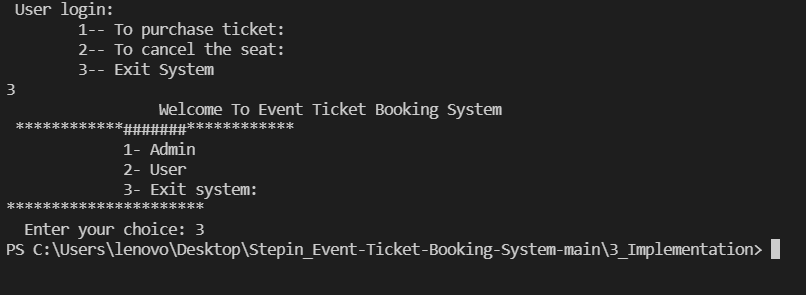 User login:
1-- To purchase ticket:
2-- To cancel the seat:
3-- Exit System
3
Welcome To Event Ticket Booking System
************#######************
1- Admin
2- User
3- Exit system:
**********************
Enter your choice: 3
PS C:\Users\lenovo\Desktop\Stepin_Event-Ticket-Booking-System-main\3_Implementation>